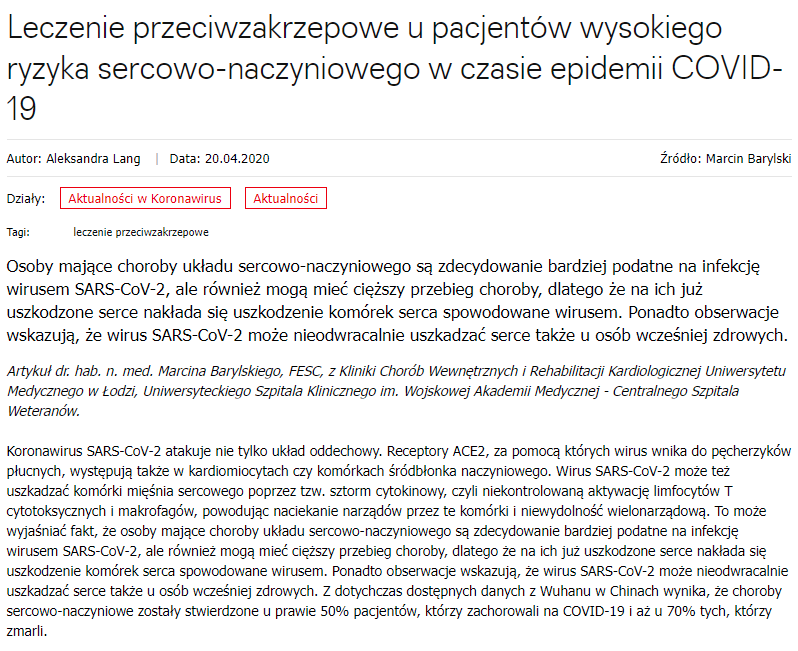 Leczenie przeciwzakrzepowe u pacjentów wysokiego
ryzyka sercowo-naczyniowego w czasie epidemii COVID-
19
Autor: Aleksandra Lang | Data: 20.04.2020 Źródło: Marcin Barylski
Działy: Aktualności w Koronawirus Aktualności
Tagi: leczenie przeciwzakrzepowe
Osoby mające choroby układu sercowo-naczyniowego są zdecydowanie bardziej podatne na infekcję
wirusem SARS-CoV-2, ale również mogą mieć cięższy przebieg choroby, dlatego że na ich już
uszkodzone serce nakłada się uszkodzenie komórek serca spowodowane wirusem. Ponadto obserwacje
wskazują, że wirus SARS-CoV-2 może nieodwracalnie uszkadzać serce także u osób wcześniej zdrowych.
Artykuł dr. hab. n. med. Marcina Barylskiego, FESC, z Kliniki Chorób Wewnętrznych i Rehabilitacji Kardiologicznej Uniwersytetu
Medycznego w Łodzi, Uniwersyteckiego Szpitala Klinicznego im. Wojskowej Akademii Medycznej - Centralnego Szpitala
Weteranów.
Koronawirus SARS-CoV-2 atakuje nie tylko układ oddechowy. Receptory ACE2, za pomocą których wirus wnika do pęcherzyków
płucnych, występują także w kardiomiocytach czy komórkach śródbłonka naczyniowego. Wirus SARS-CoV-2 może też
uszkadzać komórki mięśnia sercowego poprzez tzw. sztorm cytokinowy, czyli niekontrolowaną aktywację limfocytów T
cytotoksycznych i makrofagów, powodując naciekanie narządów przez te komórki i niewydolność wielonarządową. To może
wyjaśniać fakt, że osoby mające choroby układu sercowo-naczyniowego są zdecydowanie bardziej podatne na infekcję
wirusem SARS-CoV-2, ale również mogą mieć cięższy przebieg choroby, dlatego że na ich już uszkodzone serce nakłada się
uszkodzenie komórek serca spowodowane wirusem. Ponadto obserwacje wskazują, że wirus SARS-CoV-2 może nieodwracalnie
uszkadzać serce także u osób wcześniej zdrowych. Z dotychczas dostępnych danych z Wuhanu w Chinach wynika, że choroby
sercowo-naczyniowe zostały stwierdzone u prawie 50% pacjentów, którzy zachorowali na COVID-19 i aż u 70% tych, którzy
zmarli.